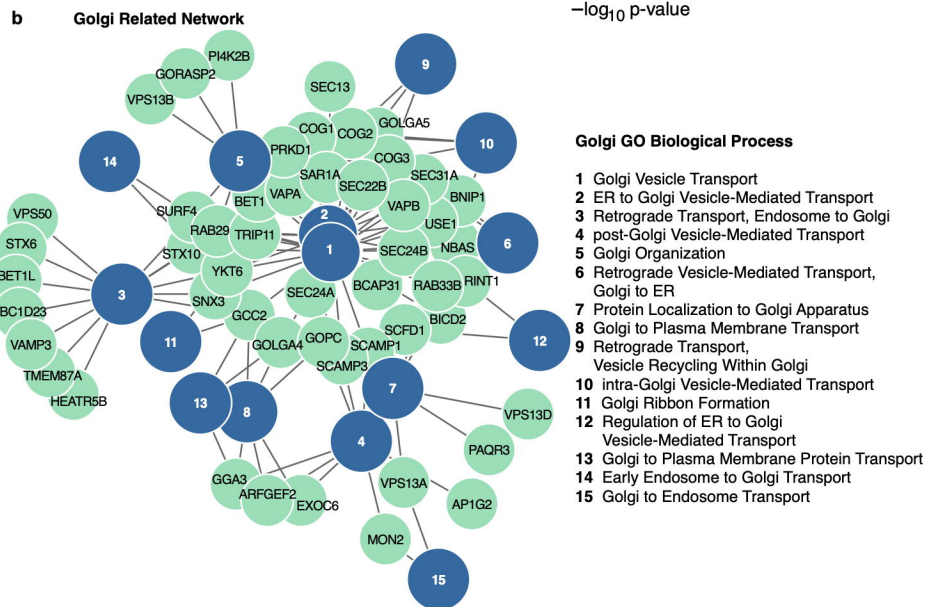 −log10 p-value
b Golgi Related Network
PI4K2B
GORASP2
VPS13B
9
SEC13
GOLGA5
COG1
COG2
10
PRKD1
COG3
14
5
SAR1A
SEC31A
SEC22B
VAPA
BNIP1
BET1
VAPB
SURF4
2
USE1
VPS50
RAB29
TRIP11
6
STX6
1
NBAS
SEC24B
STX10
YKT6
BET1L
RINT1
BCAP31
RAB33B
3
SEC24A
SNX3
BC1D23
GCC2
BICD2
SCFD1
11
GOPC
12
VAMP3
GOLGA4
SCAMP1
SCAMP3
TMEM87A
7
HEATR5B
13
8
VPS13D
4
PAQR3
GGA3
VPS13A
ARFGEF2
EXOC6
AP1G2
MON2
15
Golgi GO Biological Process
1 Golgi Vesicle Transport
2 ER to Golgi Vesicle-Mediated Transport
3 Retrograde Transport, Endosome to Golgi
4 post-Golgi Vesicle-Mediated Transport
5 Golgi Organization
6 Retrograde Vesicle-Mediated Transport,
Golgi to ER
7 Protein Localization to Golgi Apparatus
8 Golgi to Plasma Membrane Transport
9 Retrograde Transport,
Vesicle Recycling Within Golgi
10 intra-Golgi Vesicle-Mediated Transport
11 Golgi Ribbon Formation
12 Regulation of ER to Golgi
Vesicle-Mediated Transport
13 Golgi to Plasma Membrane Protein Transport
14 Early Endosome to Golgi Transport
15 Golgi to Endosome Transport